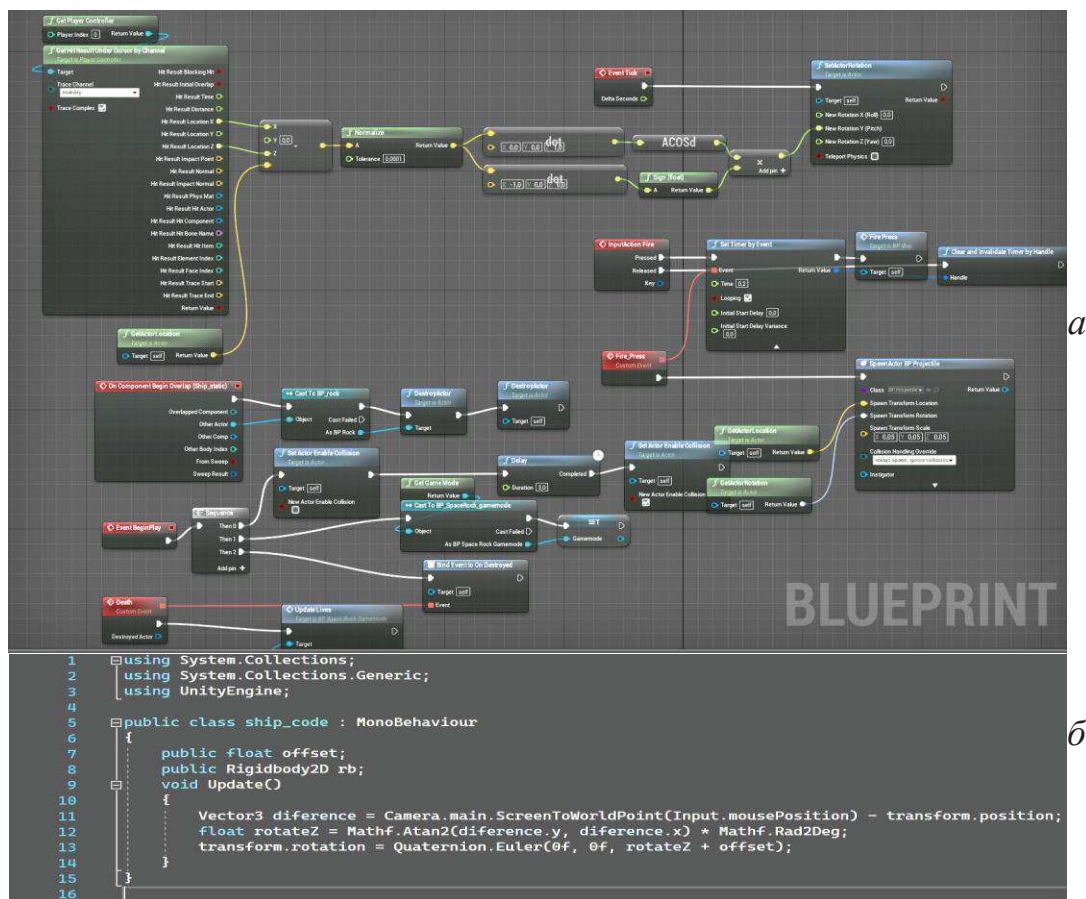 Get Player Controller
Player Index 0 Return Value
Get Hit Result Under Cursor by Channel
Target is Player Controller
Target Hit Result Blocking Hit
Trace Channel Hit Result Initial Overlap
Visibility Hit Result Time
Trace Complex Hit Result Distance
Hit Result Location X
Hit Result Location Y
Hit Result Location Z
Hit Result Impact Point
Hit Result Normal
Hit Result Impact Normal
Hit Result Phys Mat
Hit Result Hit Actor
Hit Result Hit Component
Hit Result Hit Bone Name
Hit Result Hit Item
Hit Result Element Index
Hit Result Face Index
Hit Result Trace Start
Hit Result Trace End
Return Value
X
Y 0,0
Z
Normalize
A Return Value
Tolerance 0,0001
dot
X 0,0 Y 0,0
dot
X -1,0 Y 0,0
ACOSd
Sign (float)
A Return Value
x
Add pin +
Event Tick
Delta Seconds
SetActorRotation
Target is Actor
Target self Return Value
New Rotation X (Roll) 0,0
New Rotation Y (Pitch)
New Rotation Z (Yaw) 0,0
Teleport Physics
InputAction Fire
Pressed
Released
Key
Set Timer by Event
Event Return Value
Time 0,2
Looping
Initial Start Delay 0,0
Initial Start Delay Variance
0,0
Fire Press
Target is BP Ship
Target self
Clear and Invalidate Timer by Handle
Handle
а
GetActorLocation
Target is Actor
Target self Return Value
Fire_Press
Custom Event
SpawnActor BP Projectile
Class BP Projectile Return Value
Spawn Transform Location
Spawn Transform Rotation
Spawn Transform Scale
X 0,05 Y 0,05 Z 0,05
Collision Handling Override
Instigator
On Component Begin Overlap (Ship_static)
Overlapped Component
Other Actor
Other Comp
Other Body Index
From Sweep
Sweep Result
Cast To BP_rock
Object Cast Failed
As BP Rock
DestroyActor
Target is Actor
Target
DestroyActor
Target is Actor
Target self
Set Actor Enable Collision
Target is Actor
Target self
New Actor Enable Collision
Delay
Completed
Duration 3,0
Set Actor Enable Collision
Target is Actor
Target self
New Actor Enable Collision
GetActorLocation
Target is Actor
Target self Return Value
GetActorRotation
Target is Actor
Target self Return Value
Get Game Mode
Return Value
Cast To BP_SpaceRock_gamemode
Object Cast Failed
As BP Space Rock Gamemode
SET
Gamemode
Event BeginPlay
Sequence
Then 0
Then 1
Then 2
Add pin +
Bind Event to On Destroyed
Target self
Event
Death
Custom Event
Destroyed Actor
Update Lives
Target is BP Space Rock Gamemode
Target
BLUEPRINT
1 using System.Collections;
2 using System.Collections.Generic;
3 using UnityEngine;
4
5 public class ship_code : MonoBehaviour
б
6 {
7 public float offset;
8 public Rigidbody2D rb;
9 void Update()
10 {
11 Vector3 diference = Camera.main.ScreenToWorldPoint(Input.mousePosition) - transform.position;
12 float rotateZ = Mathf.Atan2(diference.y, diference.x) * Mathf.Rad2Deg;
13 transform.rotation = Quaternion.Euler(0f, 0f, rotateZ + offset);
14 }
15 }
16